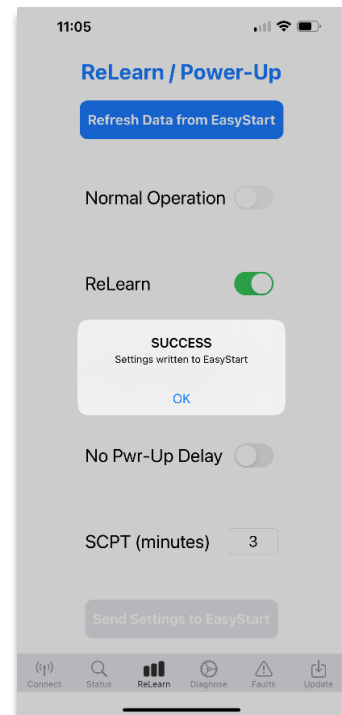 11:05
ReLearn / Power-Up
Refresh Data from EasyStart
Normal Operation
ReLearn
SUCCESS
Settings written to EasyStart
OK
No Pwr-Up Delay
SCPT (minutes) 3
Send Settings to EasyStart
Connect Status ReLearn Diagnose Faults Update